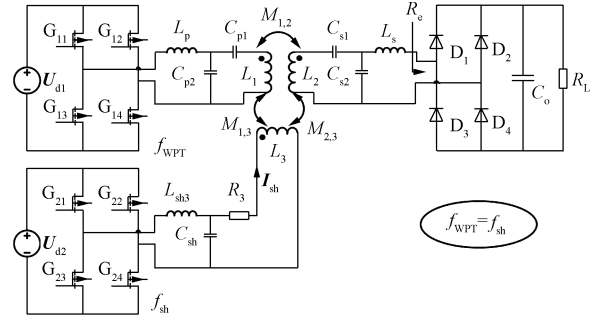 G11 G12 Lp Cp1 M1,2 Cs1 Ls Re
Ud1 Cp2 L1 L2 Cs2 D1 D2
G13 G14 M1,3 M2,3 D3 D4 Co RL
fWPT L3
G21 G22 Lsh3 R3 Ish
Ud2 Csh fWPT=fsh
G23 G24 fsh